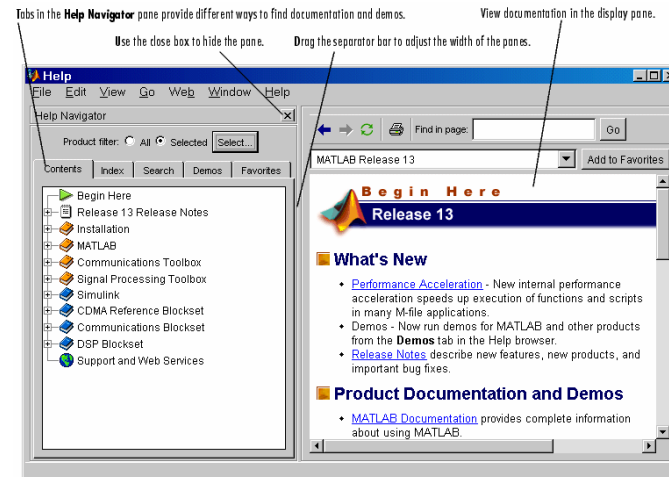 Tabs in the Help Navigator pane provide different ways to find documentation and demos.
View documentation in the display pane.
Use the close box to hide the pane.
Drag the separator bar to adjust the width of the panes.
Help
File Edit View Go Web Window Help
Help Navigator
Product filter: All Selected Select...
Contents Index Search Demos Favorites
Begin Here
Release 13 Release Notes
Installation
MATLAB
Communications Toolbox
Signal Processing Toolbox
Simulink
CDMA Reference Blockset
Communications Blockset
DSP Blockset
Support and Web Services
Find in page: Go
MATLAB Release 13 Add to Favorites
Begin Here
Release 13
What's New
Performance Acceleration - New internal performance
acceleration speeds up execution of functions and scripts
in many M-file applications.
Demos - Now run demos for MATLAB and other products
from the Demos tab in the Help browser.
Release Notes describe new features, new products, and
important bug fixes.
Product Documentation and Demos
MATLAB Documentation provides complete information
about using MATLAB.